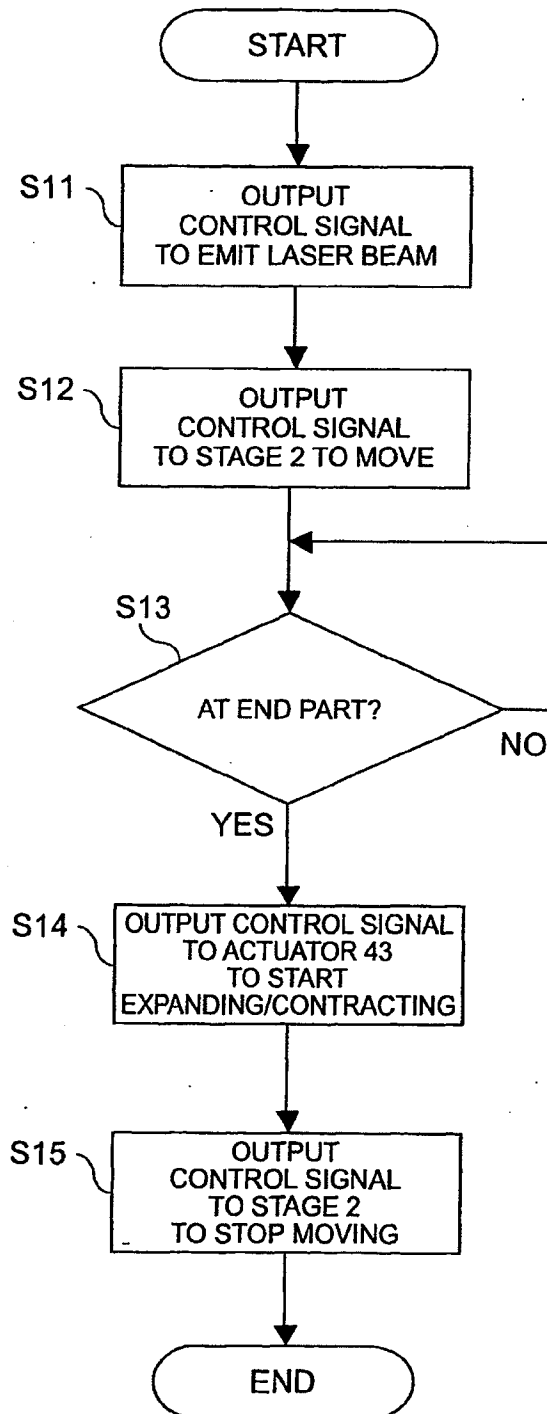 START
S11
OUTPUT
CONTROL SIGNAL
TO EMIT LASER BEAM
S12
OUTPUT
CONTROL SIGNAL
TO STAGE 2 TO MOVE
S13
AT END PART?
NO
YES
S14
OUTPUT CONTROL SIGNAL
TO ACTUATOR 43
TO START
EXPANDING/CONTRACTING
S15
OUTPUT
CONTROL SIGNAL
TO STAGE 2
TO STOP MOVING
END